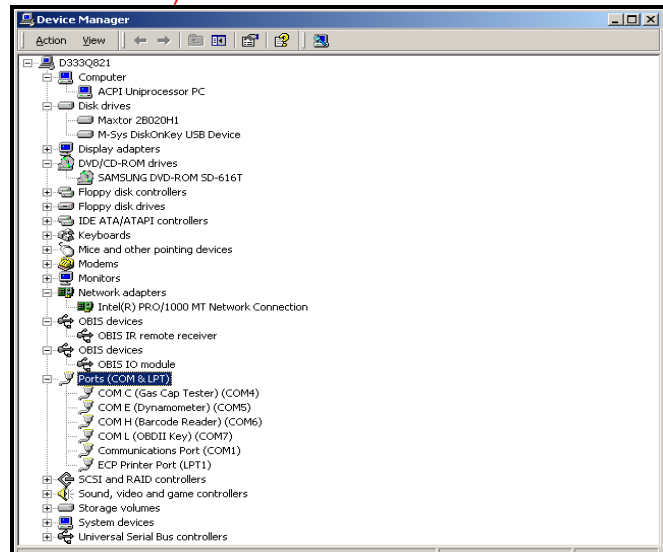 Device Manager
Action View
D333Q821
Computer
ACPI Uniprocessor PC
Disk drives
Maxtor 2B020H1
M-Sys DiskOnKey USB Device
Display adapters
DVD/CD-ROM drives
SAMSUNG DVD-ROM SD-616T
Floppy disk controllers
Floppy disk drives
IDE ATA/ATAPI controllers
Keyboards
Mice and other pointing devices
Modems
Monitors
Network adapters
Intel(R) PRO/1000 MT Network Connection
OBIS devices
OBIS IR remote receiver
OBIS devices
OBIS IO module
Ports (COM & LPT)
COM C (Gas Cap Tester) (COM4)
COM E (Dynamometer) (COM5)
COM H (Barcode Reader) (COM6)
COM L (OBDII Key) (COM7)
Communications Port (COM1)
ECP Printer Port (LPT1)
SCSI and RAID controllers
Sound, video and game controllers
Storage volumes
System devices
Universal Serial Bus controllers